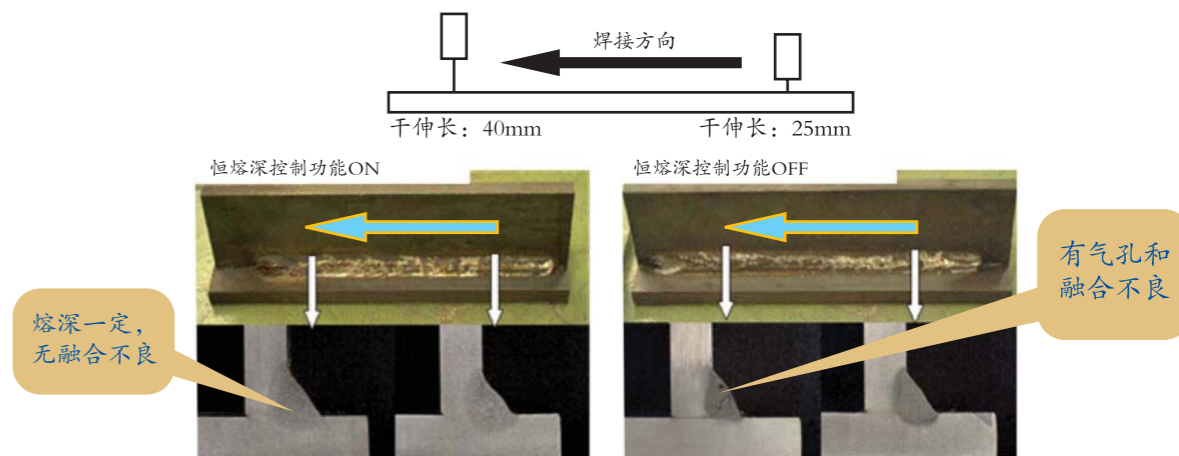 焊接方向
干伸长：40mm
干伸长：25mm
恒熔深控制功能ON
恒熔深控制功能OFF
熔深一定，
无融合不良
有气孔和
融合不良